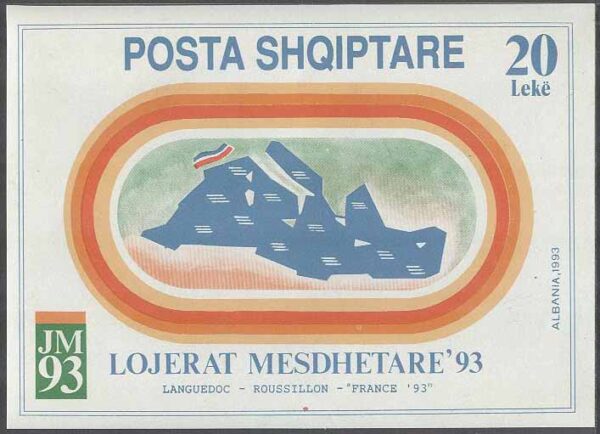 POSTA SHQIPTARE
20
Lekë
ALBANIA,1993
JM
93
LOJERAT MESDHETARE'93
LANGUEDOC - ROUSSILLON -"FRANCE '93"